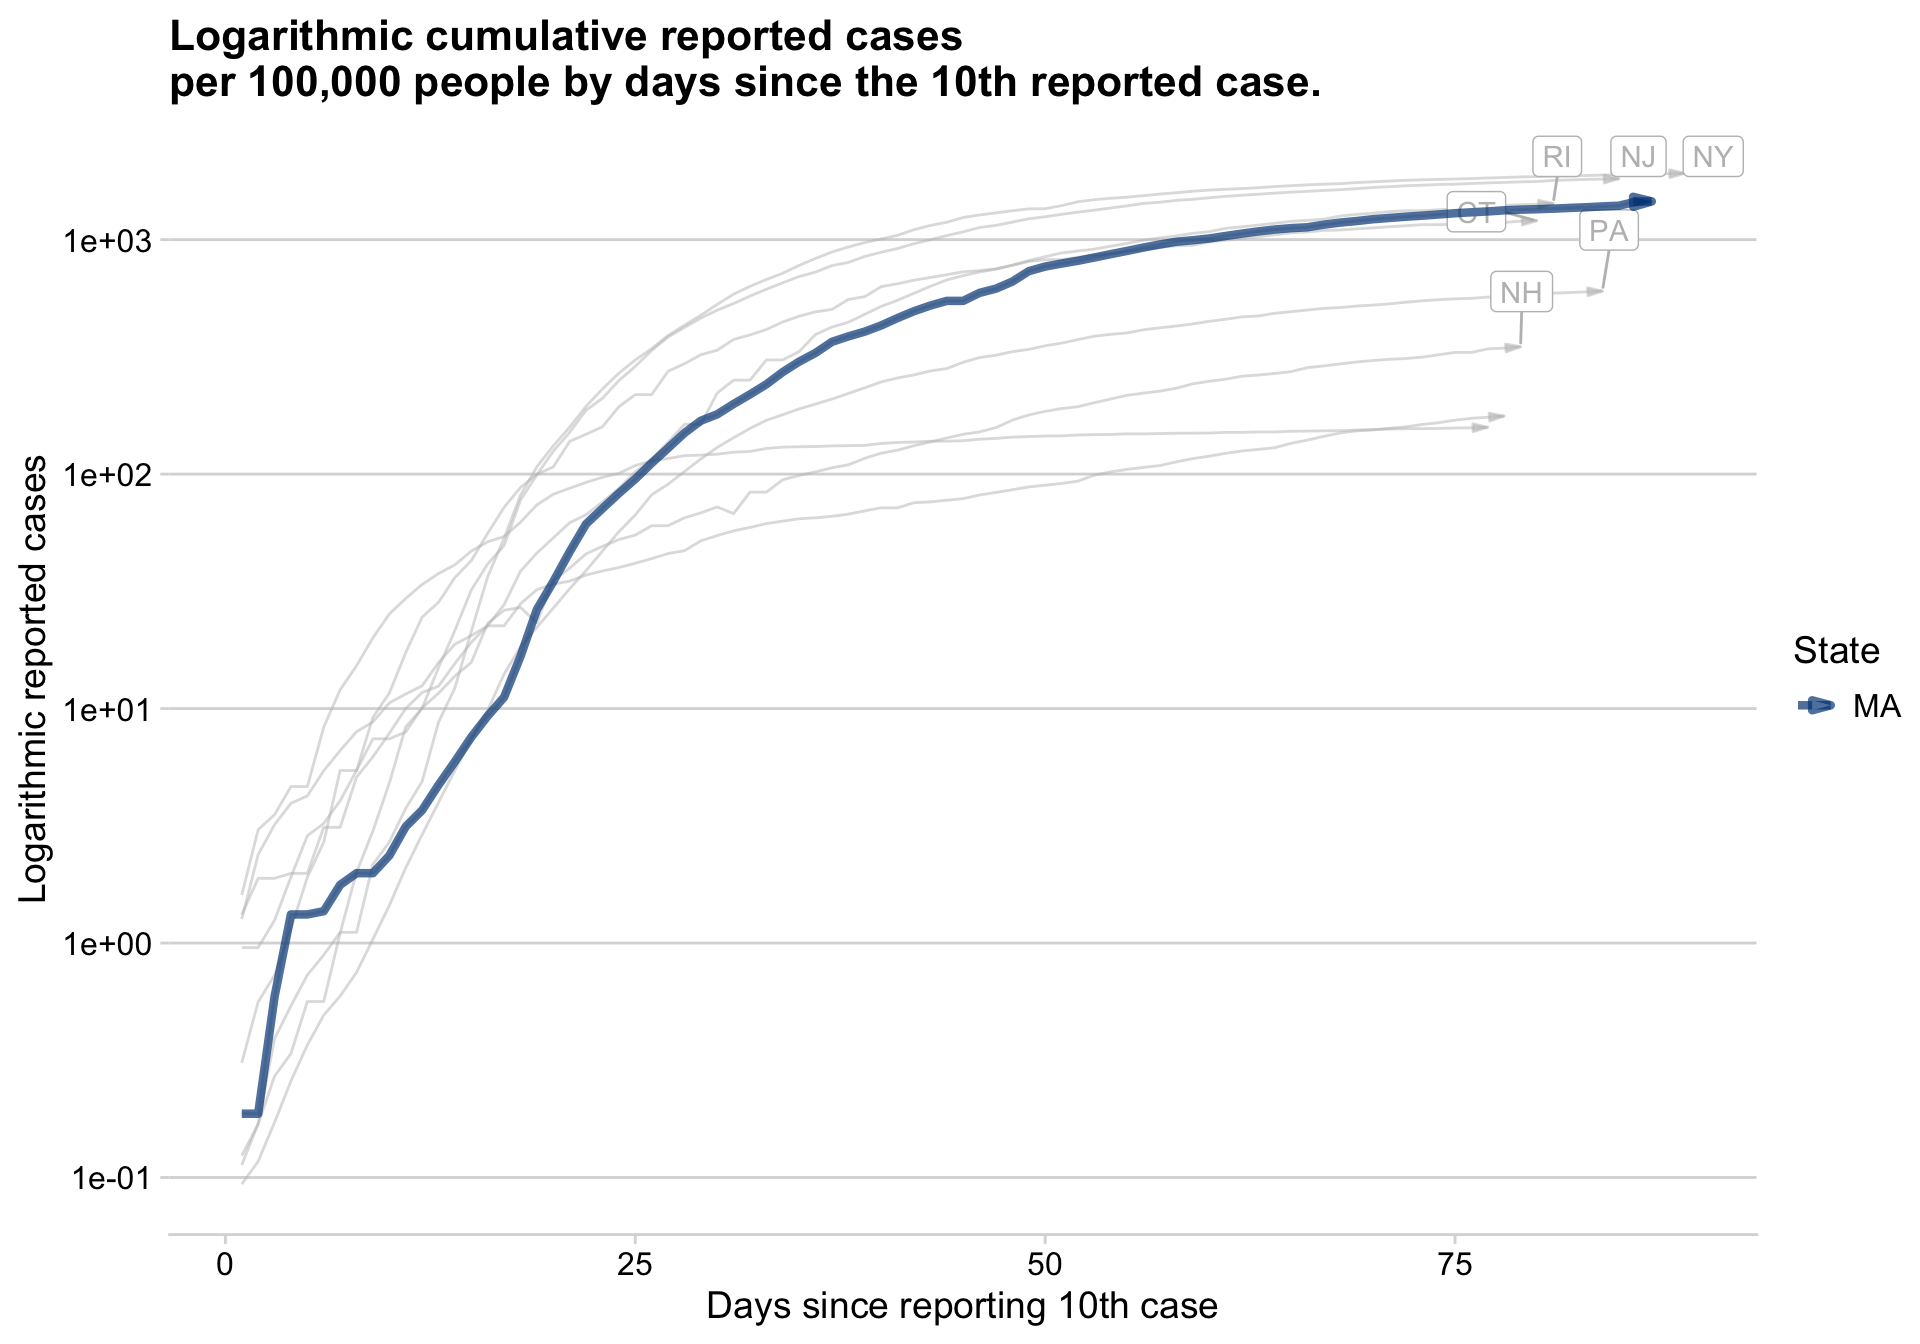 Logarithmic cumulative reported cases
per 100,000 people by days since the 10th reported case.
RI
NJ
NY
CT
PA
NH
1e+03
1e+02
1e+01
1e+00
1e-01
Logarithmic reported cases
0
25
50
75
Days since reporting 10th case
State
MA